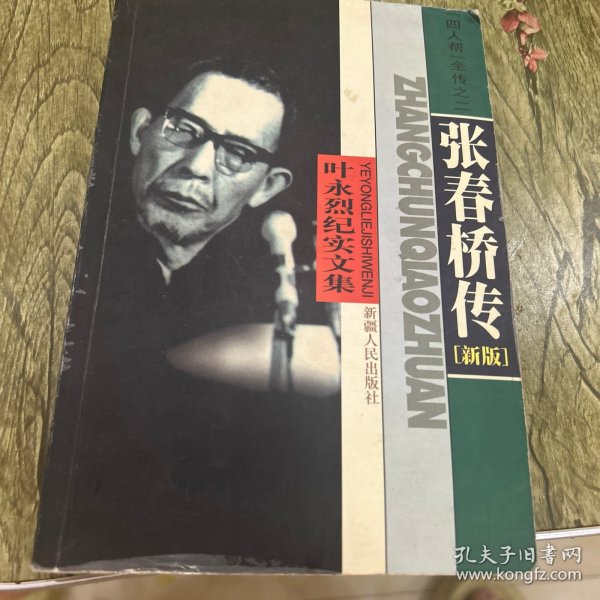 「四人帮」全传之二
张春桥传
[新版]
ZHANGCHUNQIAOZHUAN
YEYONGLIEJISHIWENJI
叶永烈纪实文集
新疆人民出版社
孔夫子旧书网
www.kongfz.com